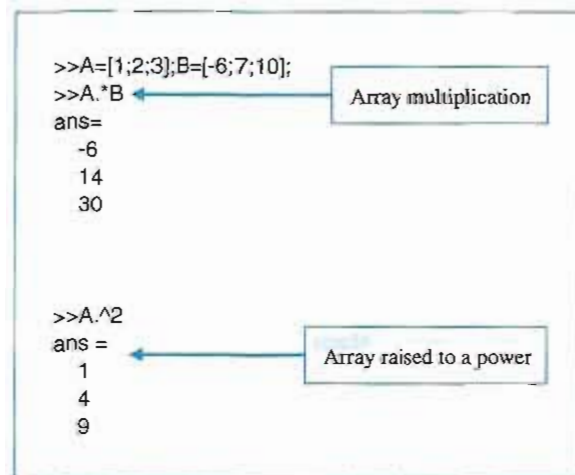 >>A=[1;2;3];B=[-6;7;10];
>>A.*B
Array multiplication
ans=
-6
14
30
>>A.^2
ans =
Array raised to a power
1
4
9